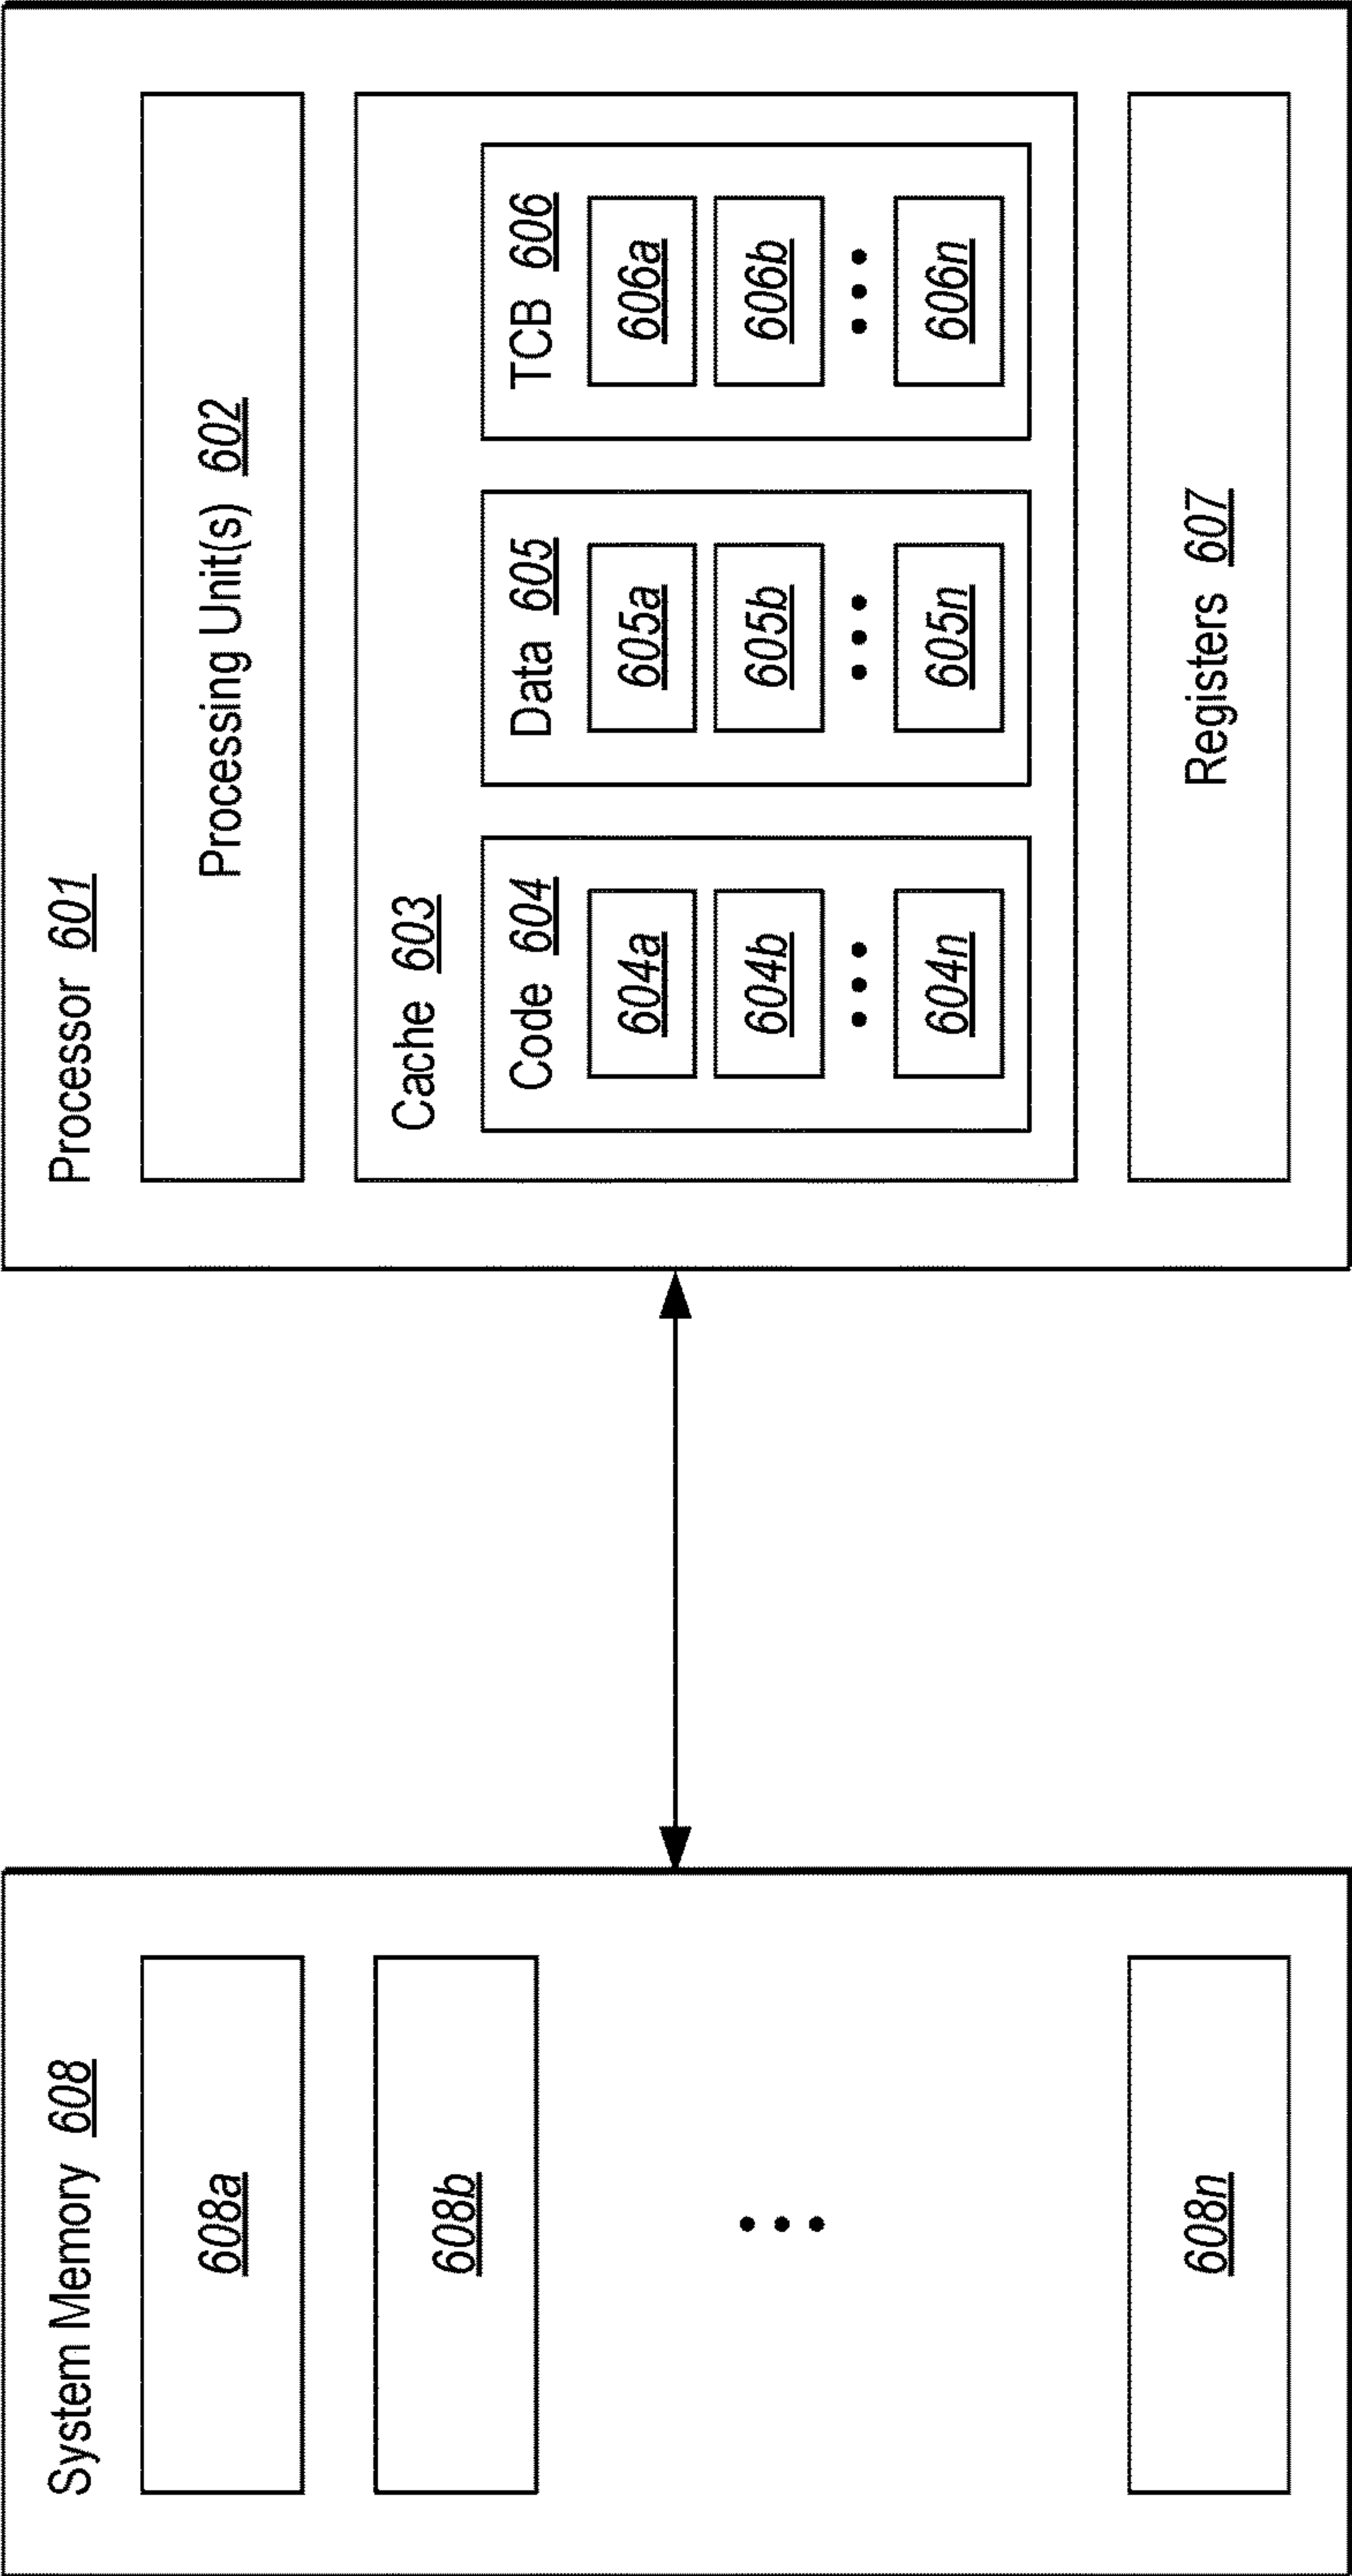 System Memory 608
608a
608b
608n
Processor 601
Processing Unit(s) 602
Cache 603
Code 604
604a
604b
604n
Data 605
605a
605b
605n
TCB 606
606a
606b
606n
Registers 607